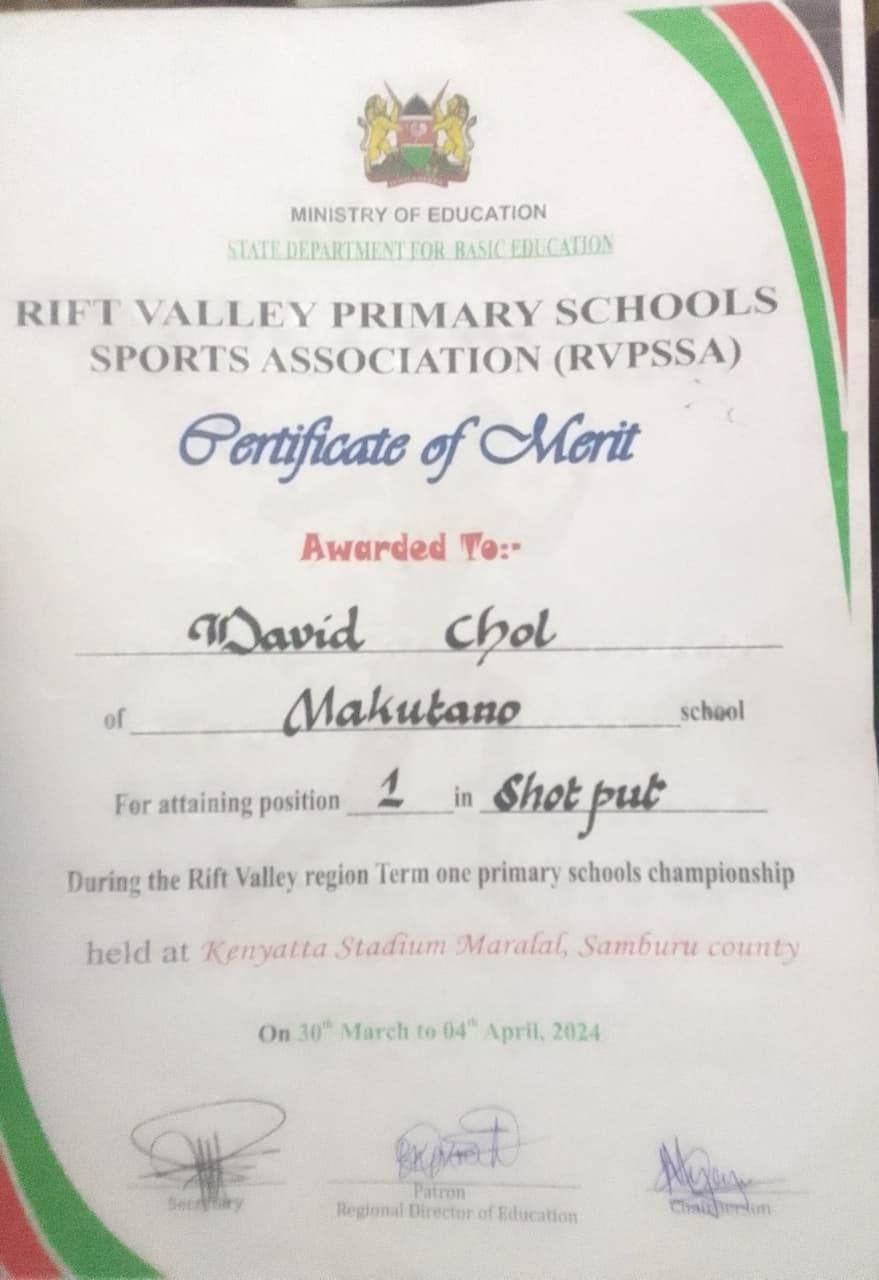 MINISTRY OF EDUCATION
STATE DEPARTMENT FOR BASIC EDUCATION
RIFT VALLEY PRIMARY SCHOOLS
SPORTS ASSOCIATION (RVPSSA)
Certificate of Merit
Awarded To:-
David Chol
of Makutano school
For attaining position 1 in Shot put
During the Rift Valley region Term one primary schools championship
held at Kenyatta Stadium Maralal, Samburu county
On 30th March to 04th April, 2024
Secretary
Patron
Regional Director of Education
Chairperson